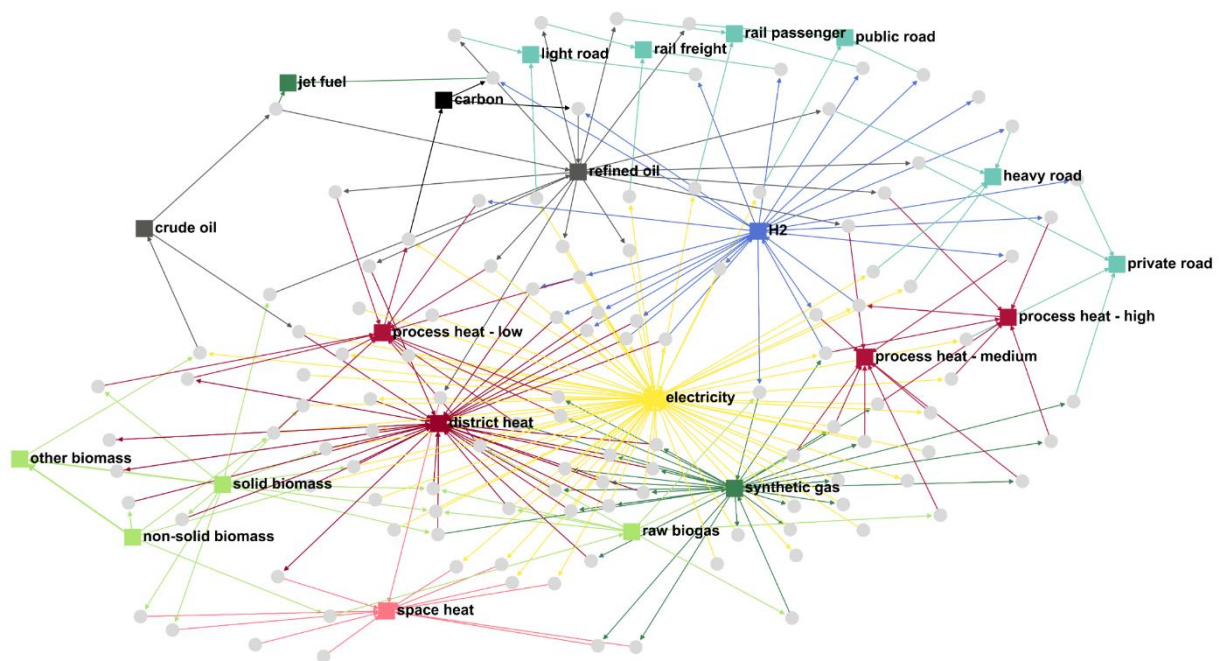 rail passenger
public road
light road
rail freight
jet fuel
carbon
refined oil
heavy road
crude oil
H2
private road
process heat - high
process heat - low
process heat - medium
electricity
district heat
other biomass
solid biomass
synthetic gas
non-solid biomass
raw biogas
space heat